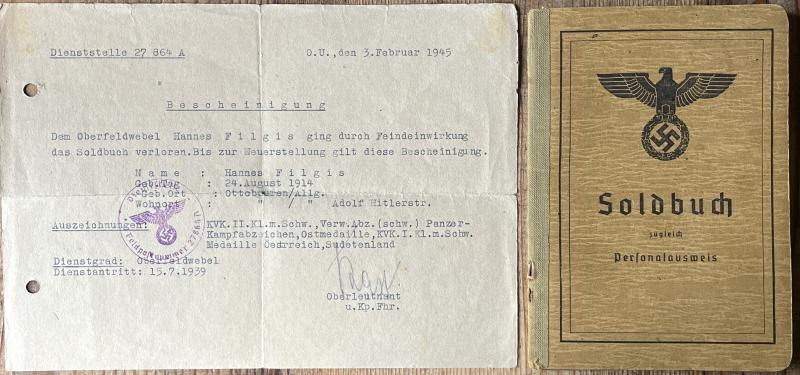 Dienststelle 27 864 A
O.U.,den 3.Februar 1945
Bescheinigung
Dem Oberfeldwebel Hannes Filgis ging durch Feindeinwirkung
das Soldbuch verloren.Bis zur Neuerstellung gilt diese Bescheinigung.
Name : Hannes Filgis
Geb.Tag : 24.August 1914
Geb.Ort : Ottobeuren/Allg.
Wohnort : " / " Adolf Hitlerstr.
Auszeichnungen: KVK.II.Kl.m.Schw.,Verw.Abz.(schw.) Panzer-
Kampfabzeichen,Ostmedaille,KVK.I.Kl.m.Schw.
Medaille Oesrreich,Sudetenland
Dienstgrad: Oberfeldwebel
Dienstantritt: 15.7.1939
Oberleutnant
u.Kp.Fhr.
Feldpostnummer 27864
Soldbuch
zugleich
Personalausweis